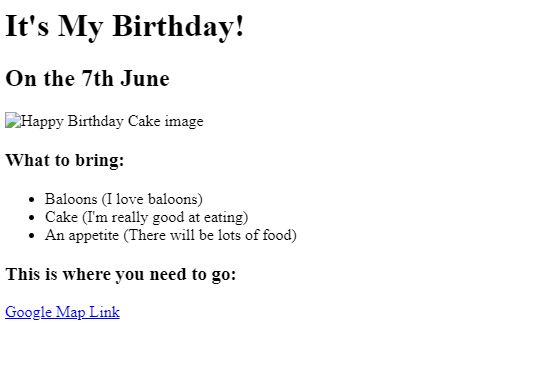 It's My Birthday!
On the 7th June
Happy Birthday Cake image
What to bring:
Baloons (I love baloons)
Cake (I'm really good at eating)
An appetite (There will be lots of food)
This is where you need to go:
Google Map Link